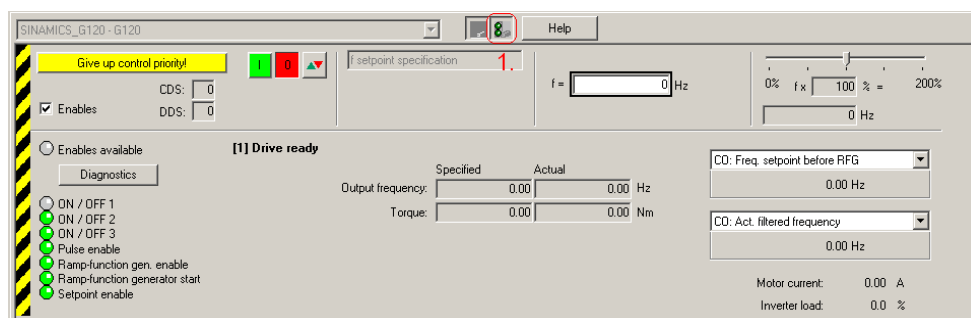 SINAMICS_G120 - G120
Help
Give up control priority!
I 0
f setpoint specification
1.
f = 0 Hz
0% f x 100 % = 200%
CDS: 0
Enables
DDS: 0
0 Hz
Enables available
[1] Drive ready
Diagnostics
Specified Actual
Output frequency: 0.00 0.00 Hz
Torque: 0.00 0.00 Nm
CO: Freq. setpoint before RFG
0.00 Hz
CO: Act. filtered frequency
0.00 Hz
ON / OFF 1
ON / OFF 2
ON / OFF 3
Pulse enable
Ramp-function gen. enable
Ramp-function generator start
Setpoint enable
Motor current: 0.00 A
Inverter load: 0.0 %